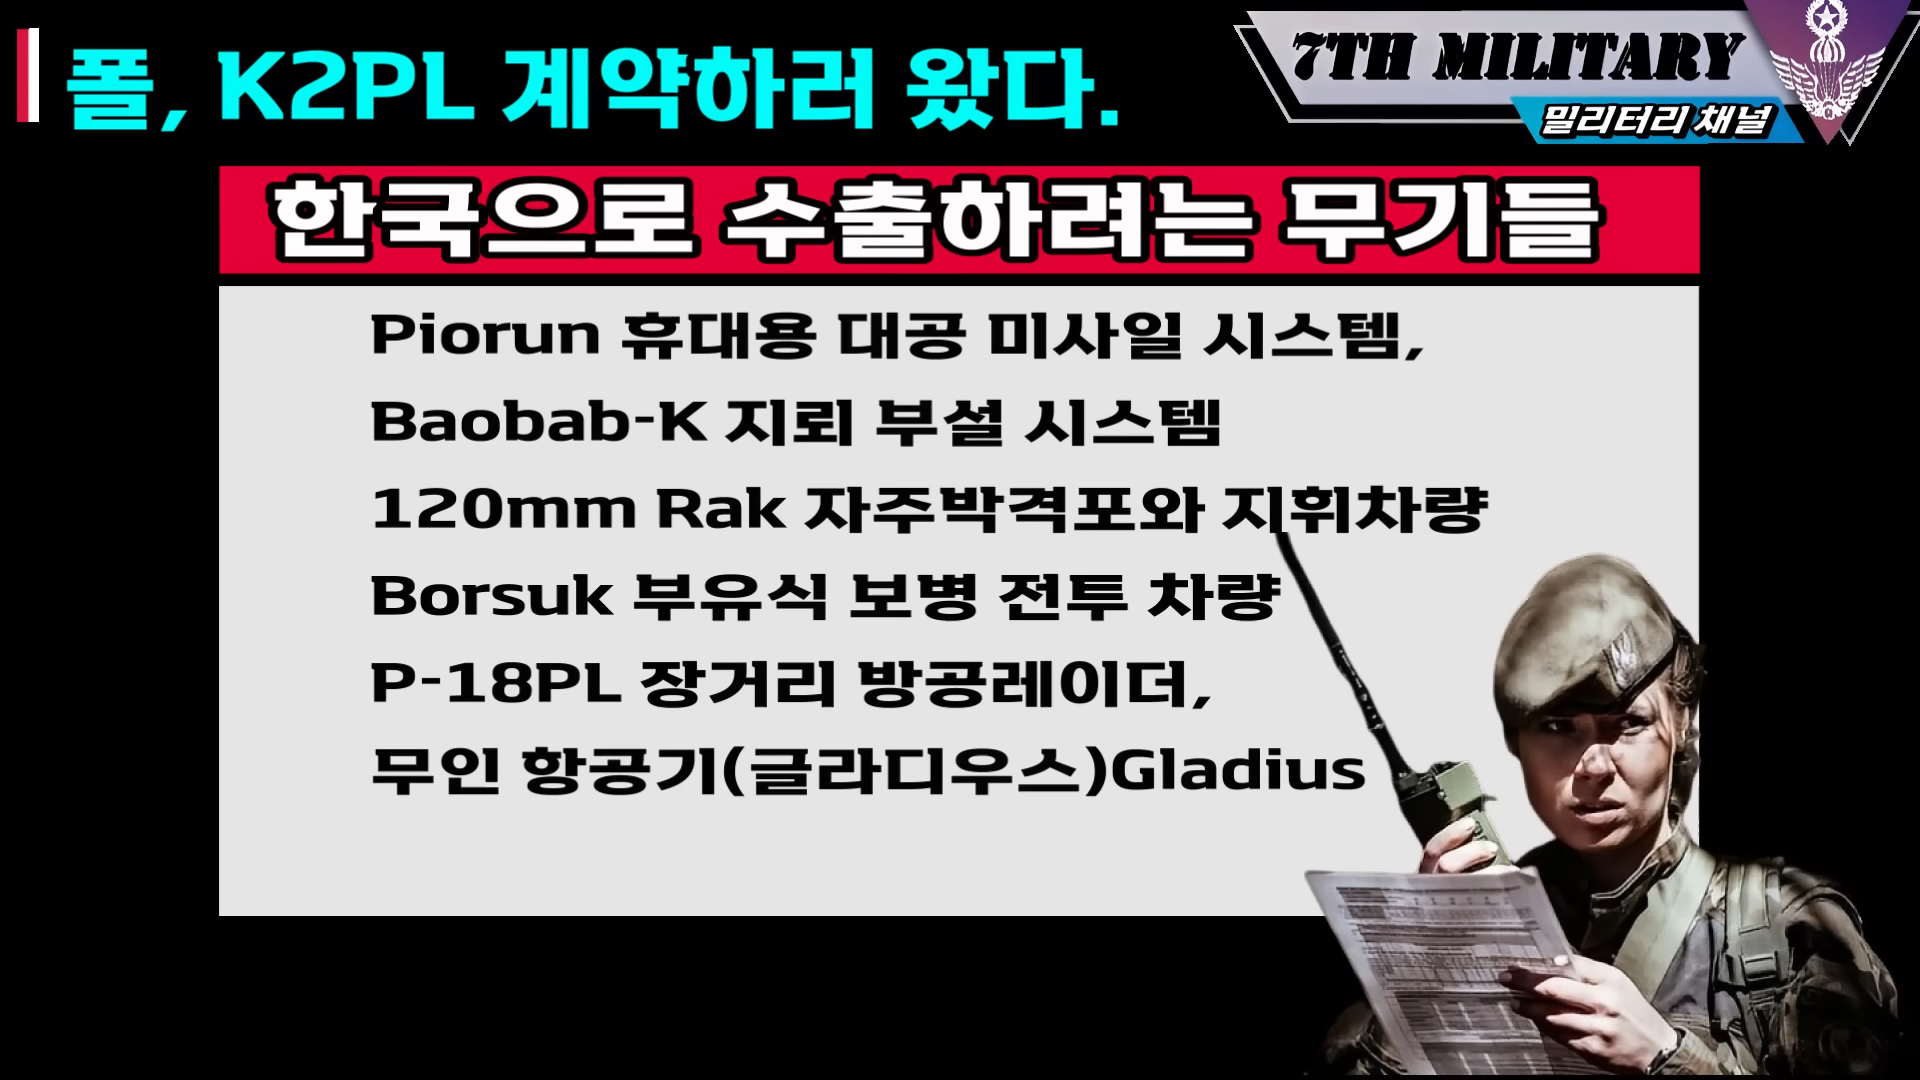 폴, K2PL 계약하러 왔다.
7TH MILITARY
밀리터리 채널
한국으로 수출하려는 무기들
Piorun 휴대용 대공 미사일 시스템,
Baobab-K 지뢰 부설 시스템
120mm Rak 자주박격포와 지휘차량
Borsuk 부유식 보병 전투 차량
P-18PL 장거리 방공레이더,
무인 항공기(글라디우스)Gladius